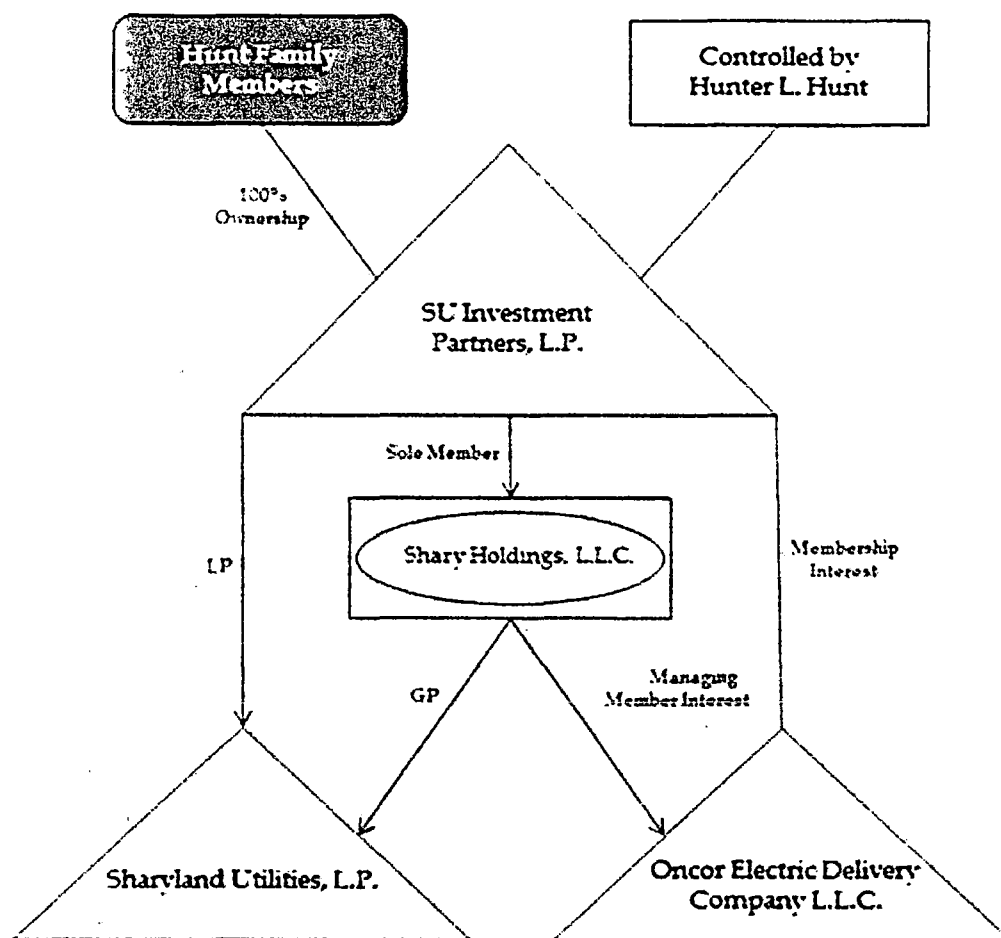 Hunt Family
Members
Controlled by
Hunter L. Hunt
100%
Ownership
SU Investment
Partners, L.P.
Sole Member
Shary Holdings, L.L.C.
LP
Membership
Interest
GP
Managing
Member Interest
Sharyland Utilities, L.P.
Oncor Electric Delivery
Company L.L.C.